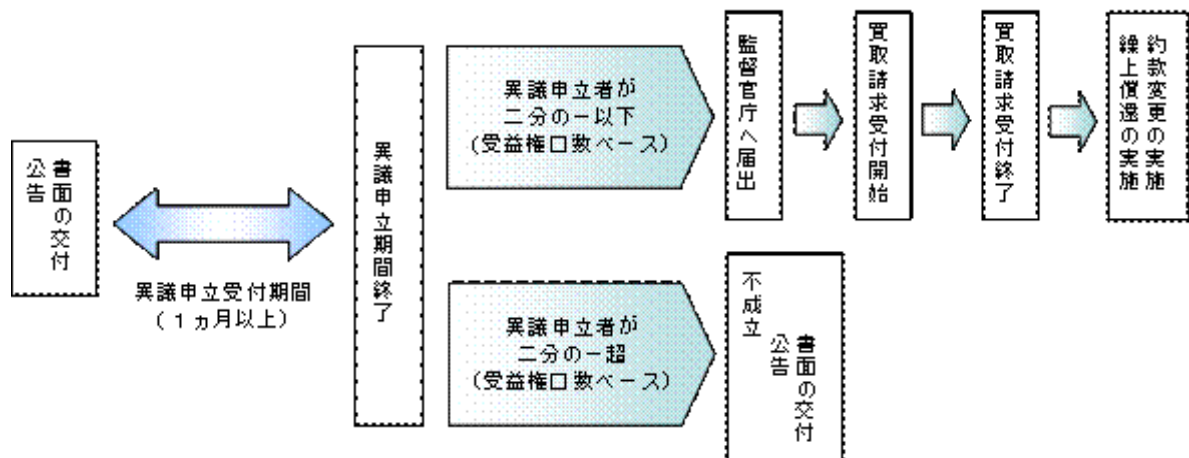 書面の交付
公告
異議申立受付期間
（１ヵ月以上）
異議申立期間終了
異議申立者が
二分の一以下
（受益権口数ベース）
監督官庁へ届出
買取請求受付開始
買取請求受付終了
約款変更の実施
繰上償還の実施
異議申立者が
二分の一超
（受益権口数ベース）
不成立
書面の交付
公告